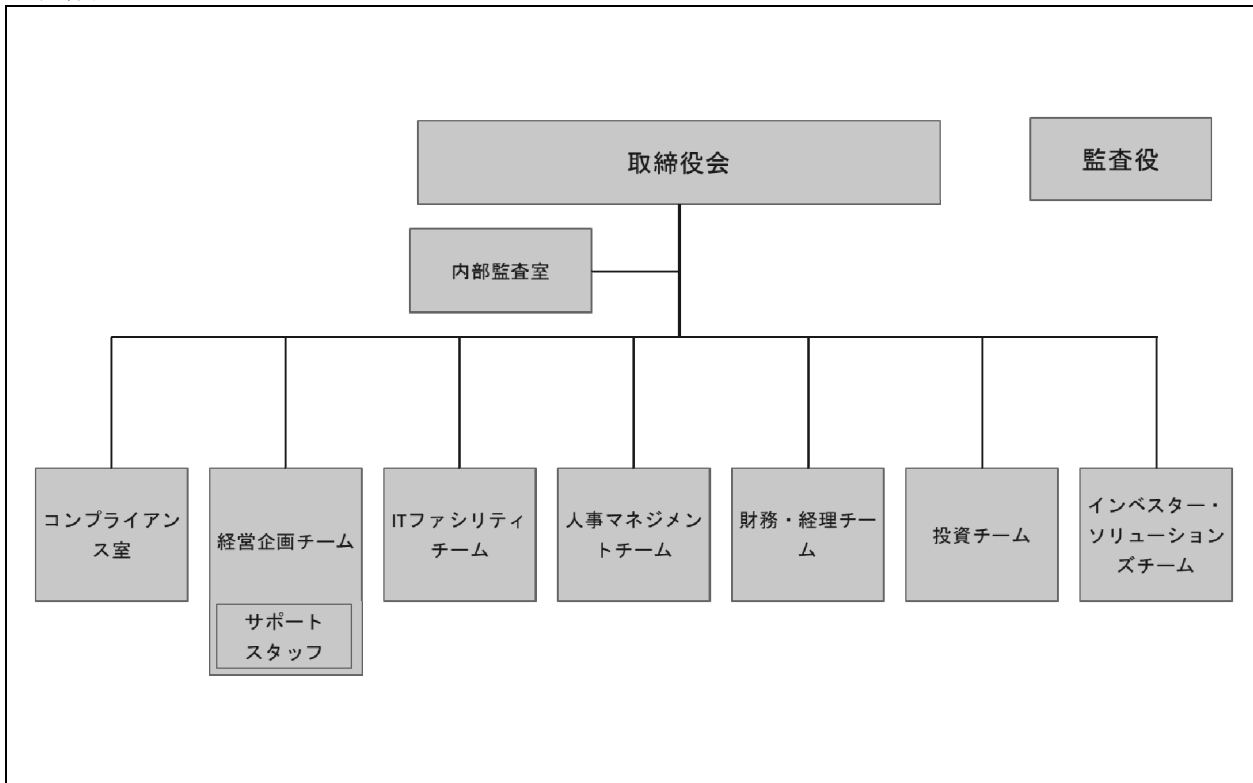 取締役会
監査役
内部監査室
コンプライアン
ス室
経営企画チーム
サポート
スタッフ
ITファシリティ
チーム
人事マネジメン
トチーム
財務・経理チー
ム
投資チーム
インベスター・
ソリューション
ズチーム